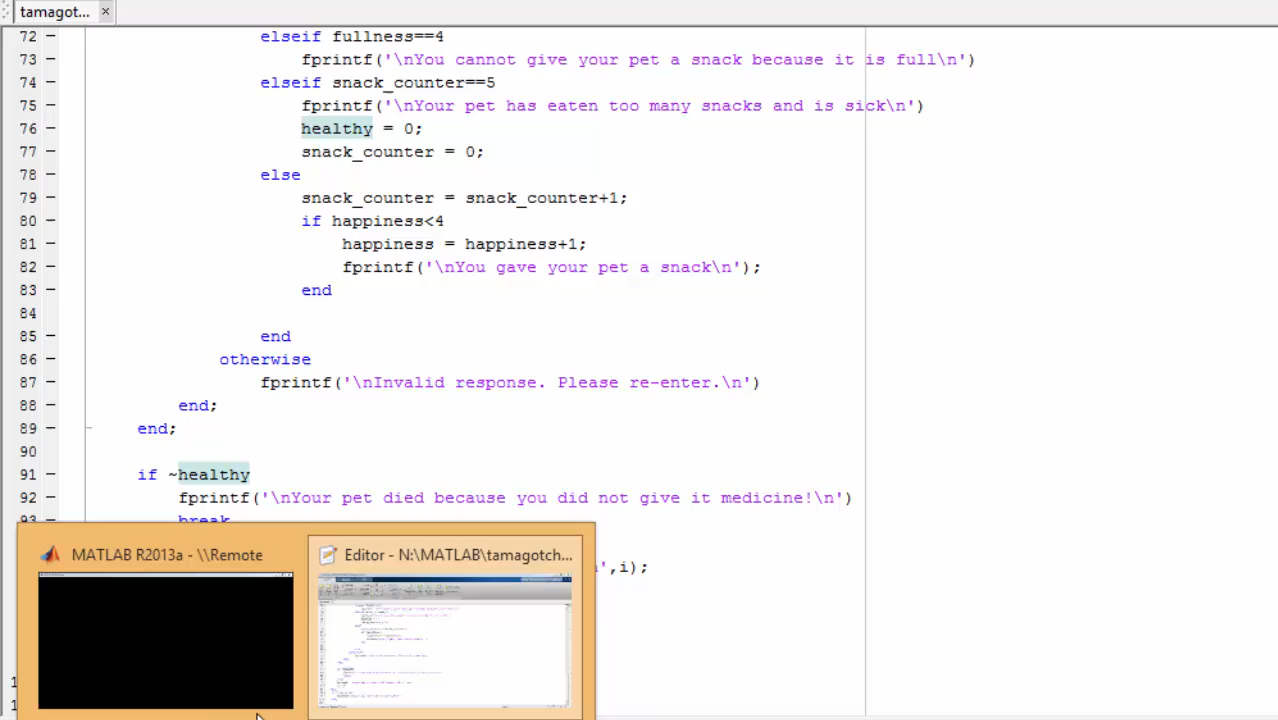 tamagot... ×
72 – elseif fullness==4
73 – fprintf('\nYou cannot give your pet a snack because it is full\n')
74 – elseif snack_counter==5
75 – fprintf('\nYour pet has eaten too many snacks and is sick\n')
76 – healthy = 0;
77 – snack_counter = 0;
78 – else
79 – snack_counter = snack_counter+1;
80 – if happiness<4
81 – happiness = happiness+1;
82 – fprintf('\nYou gave your pet a snack\n');
83 – end
84
85 – end
86 – otherwise
87 – fprintf('\nInvalid response. Please re-enter.\n')
88 – end;
89 – end;
90
91 – if ~healthy
92 – fprintf('\nYour pet died because you did not give it medicine!\n')
93 – break
MATLAB R2013a - \\Remote
Editor - N:\MATLAB\tamagotch...
',i);